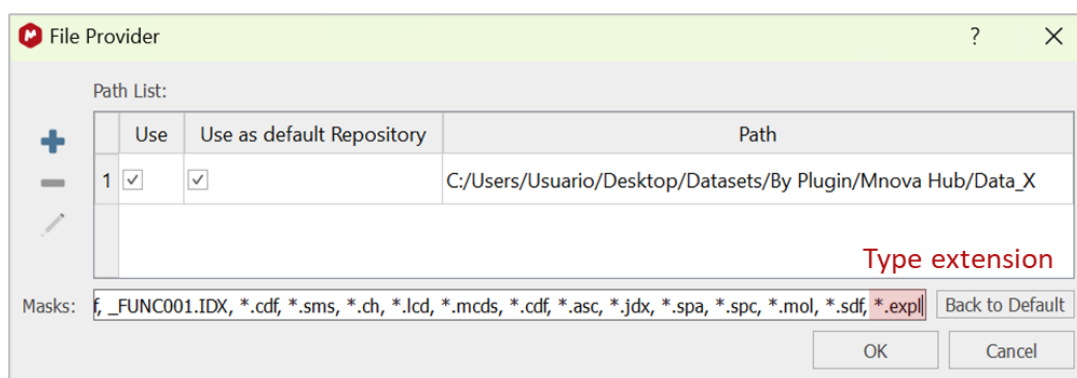 File Provider ?
Path List:
Use Use as default Repository Path
1 C:/Users/Usuario/Desktop/Datasets/By Plugin/Mnova Hub/Data_X
Type extension
Masks: f, _FUNC001.IDX, *.cdf, *.sms, *.ch, *.lcd, *.mcds, *.cdf, *.asc, *.jdx, *.spa, *.spc, *.mol, *.sdf, *.expl Back to Default
OK Cancel